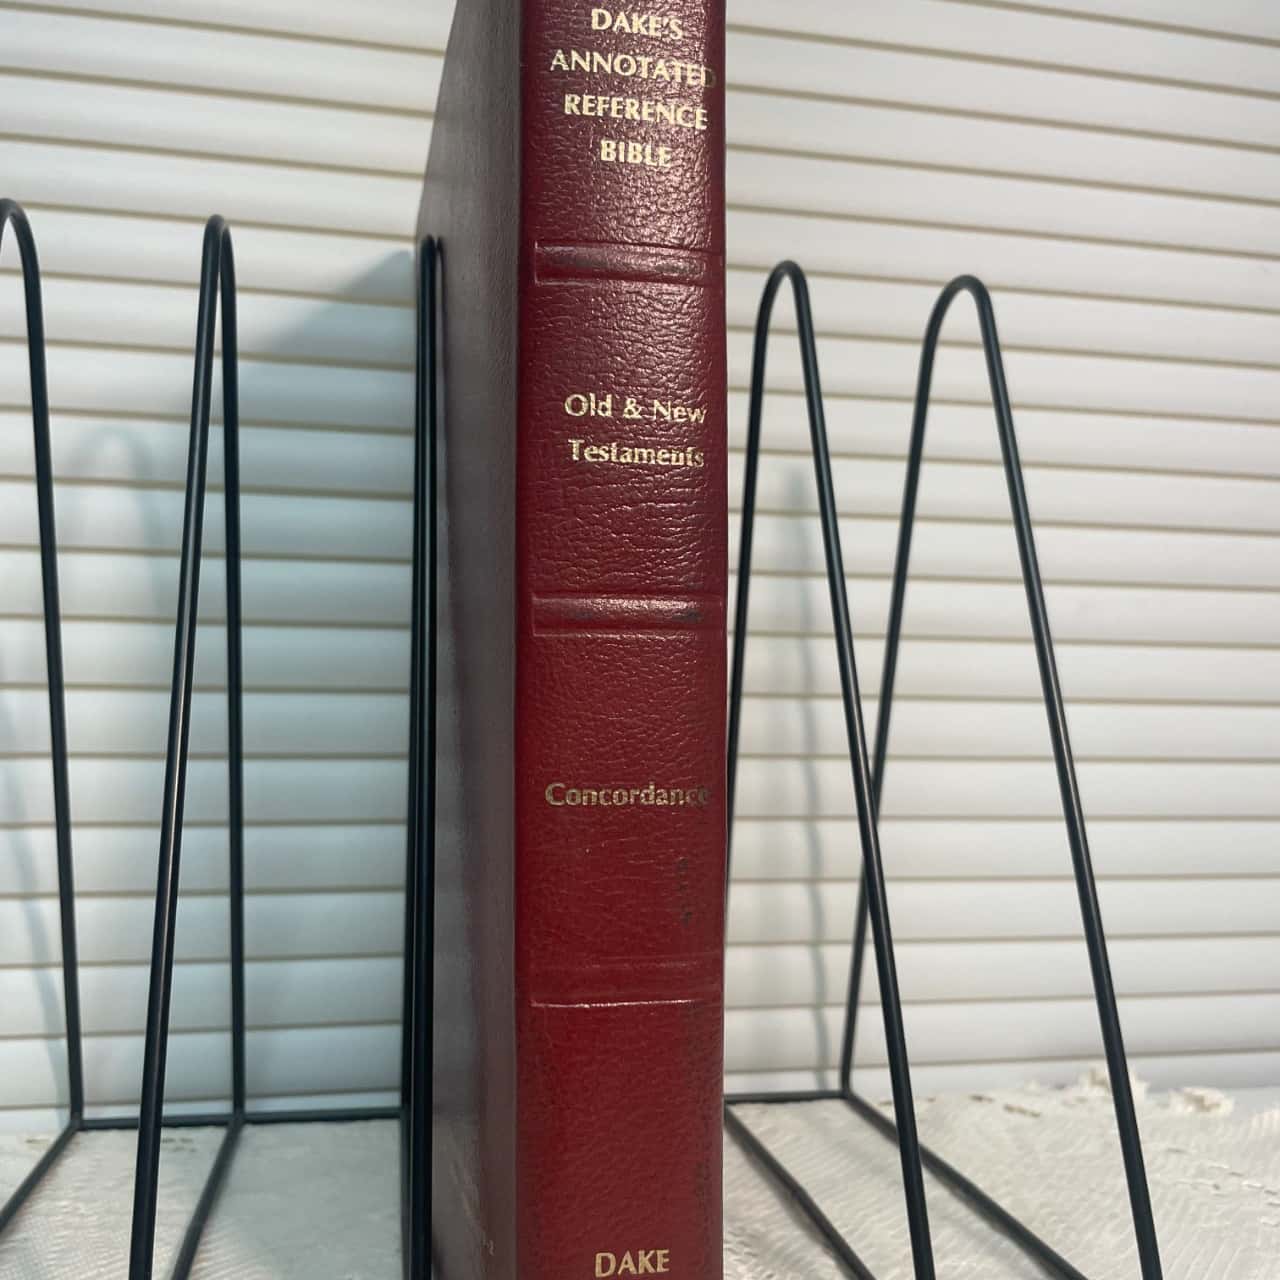 DAKE'S
ANNOTATED
REFERENCE
BIBLE
Old & New
Testaments
Concordance
DAKE